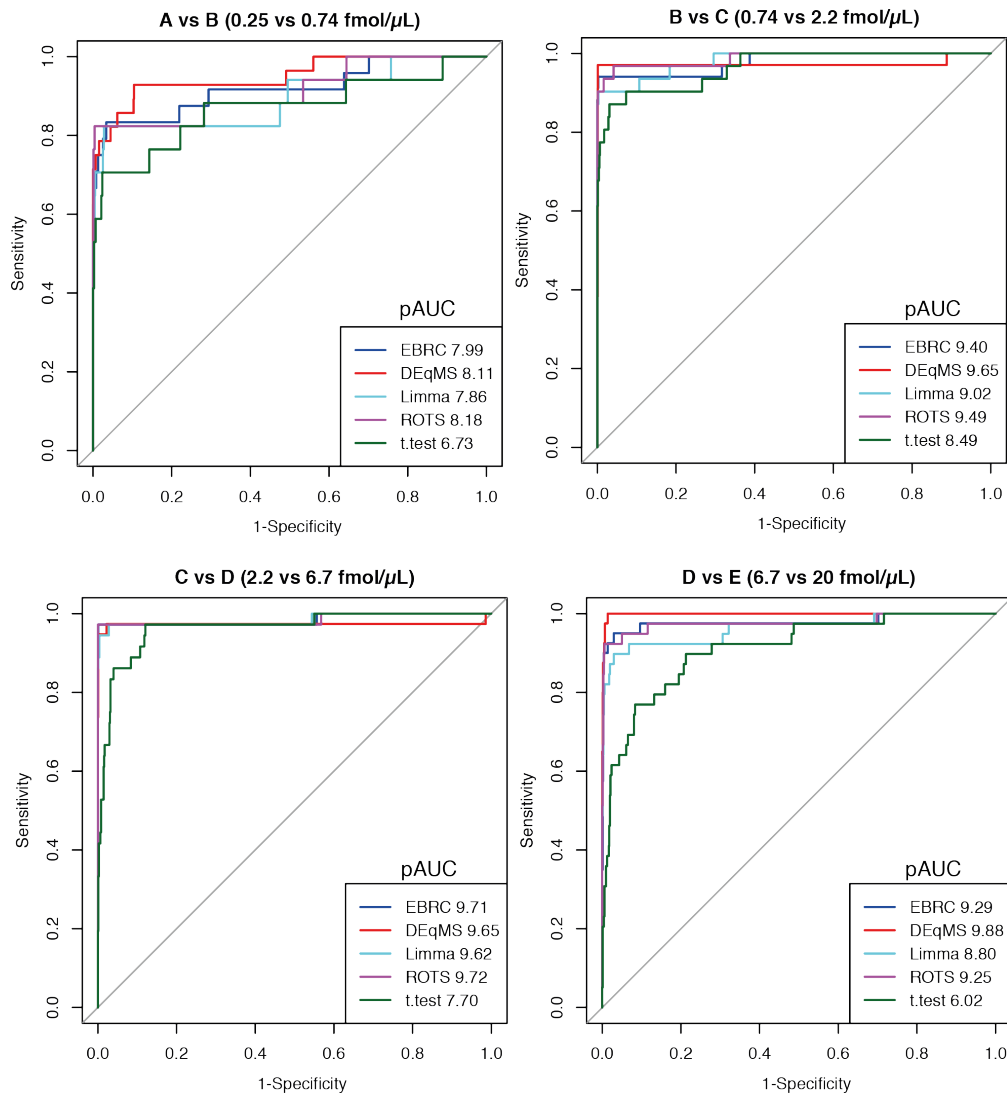 A vs B (0.25 vs 0.74 fmol/µL)
Sensitivity
1.0
0.8
0.6
0.4
0.2
0.0
pAUC
EBRC 7.99
DEqMS 8.11
Limma 7.86
ROTS 8.18
t.test 6.73
0.0 0.2 0.4 0.6 0.8 1.0
1-Specificity
B vs C (0.74 vs 2.2 fmol/µL)
Sensitivity
1.0
0.8
0.6
0.4
0.2
0.0
pAUC
EBRC 9.40
DEqMS 9.65
Limma 9.02
ROTS 9.49
t.test 8.49
0.0 0.2 0.4 0.6 0.8 1.0
1-Specificity
C vs D (2.2 vs 6.7 fmol/µL)
Sensitivity
1.0
0.8
0.6
0.4
0.2
0.0
pAUC
EBRC 9.71
DEqMS 9.65
Limma 9.62
ROTS 9.72
t.test 7.70
0.0 0.2 0.4 0.6 0.8 1.0
1-Specificity
D vs E (6.7 vs 20 fmol/µL)
Sensitivity
1.0
0.8
0.6
0.4
0.2
0.0
pAUC
EBRC 9.29
DEqMS 9.88
Limma 8.80
ROTS 9.25
t.test 6.02
0.0 0.2 0.4 0.6 0.8 1.0
1-Specificity